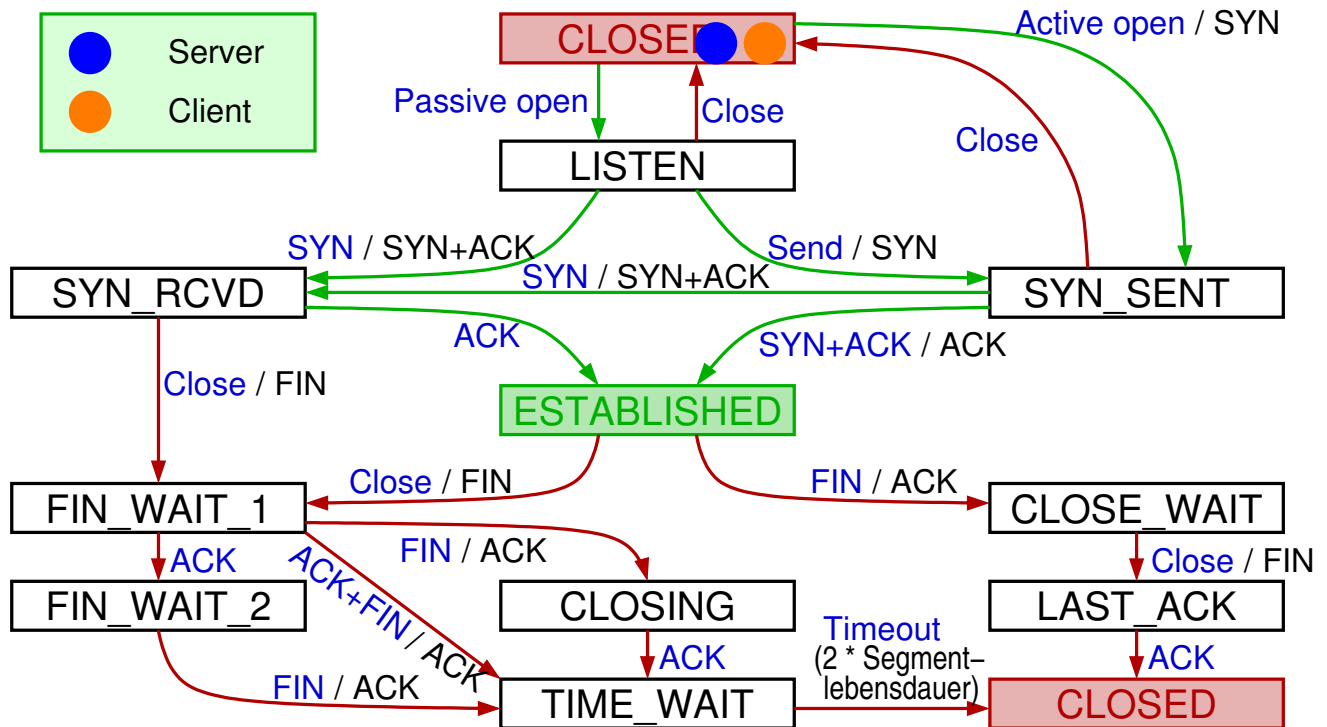 Server
Client
CLOSED
Active open / SYN
Passive open
Close
Close
LISTEN
SYN / SYN+ACK
Send / SYN
SYN / SYN+ACK
SYN_RCVD
SYN_SENT
ACK
SYN+ACK / ACK
Close / FIN
ESTABLISHED
Close / FIN
FIN / ACK
FIN_WAIT_1
CLOSE_WAIT
ACK
ACK+FIN / ACK
FIN / ACK
Close / FIN
FIN_WAIT_2
CLOSING
LAST_ACK
FIN / ACK
ACK
Timeout
(2 * Segment–
lebensdauer)
ACK
TIME_WAIT
CLOSED